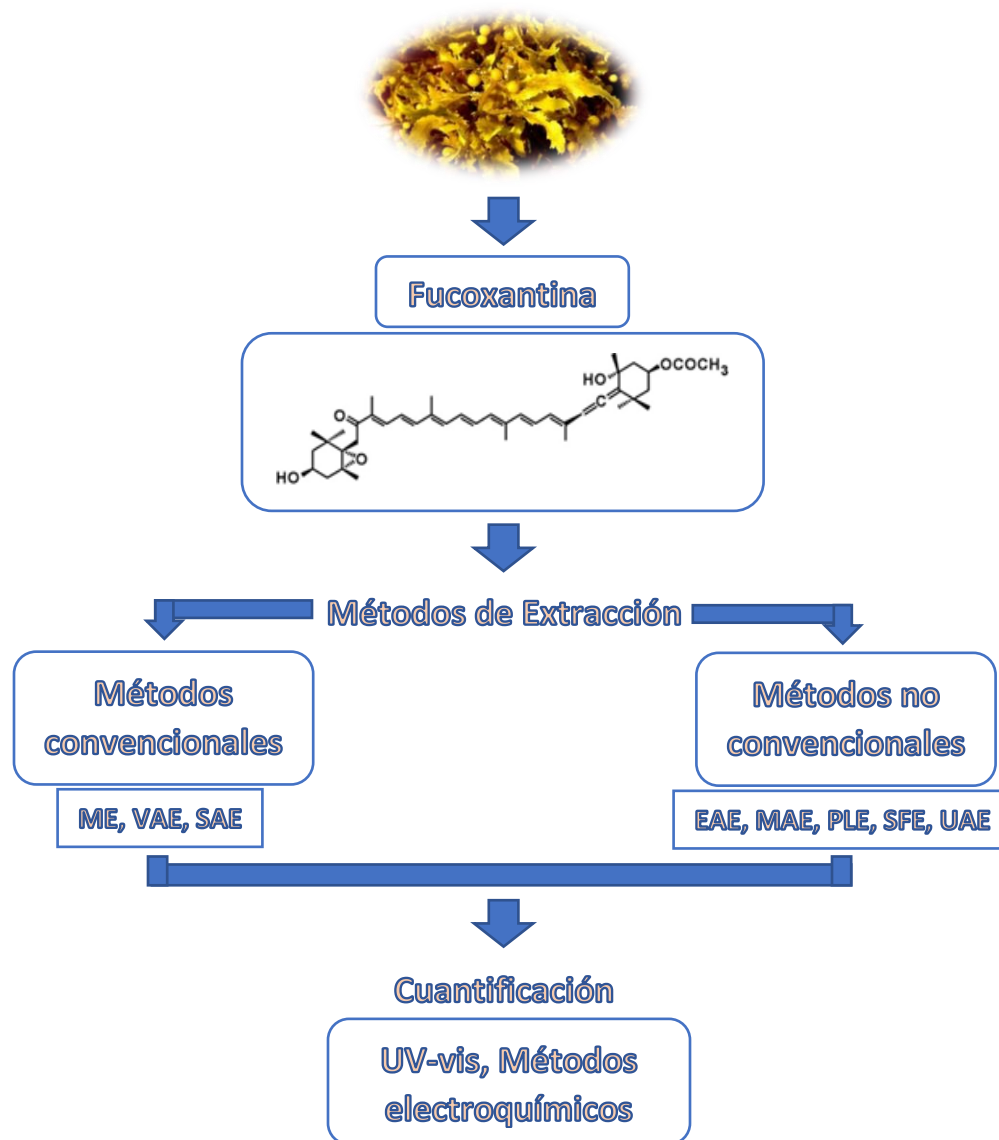 Fucoxantina
OCOCH3
HO
O
O
HO
Métodos de Extracción
Métodos
convencionales
ME, VAE, SAE
Métodos no
convencionales
EAE, MAE, PLE, SFE, UAE
Cuantificación
UV-vis, Métodos
electroquímicos